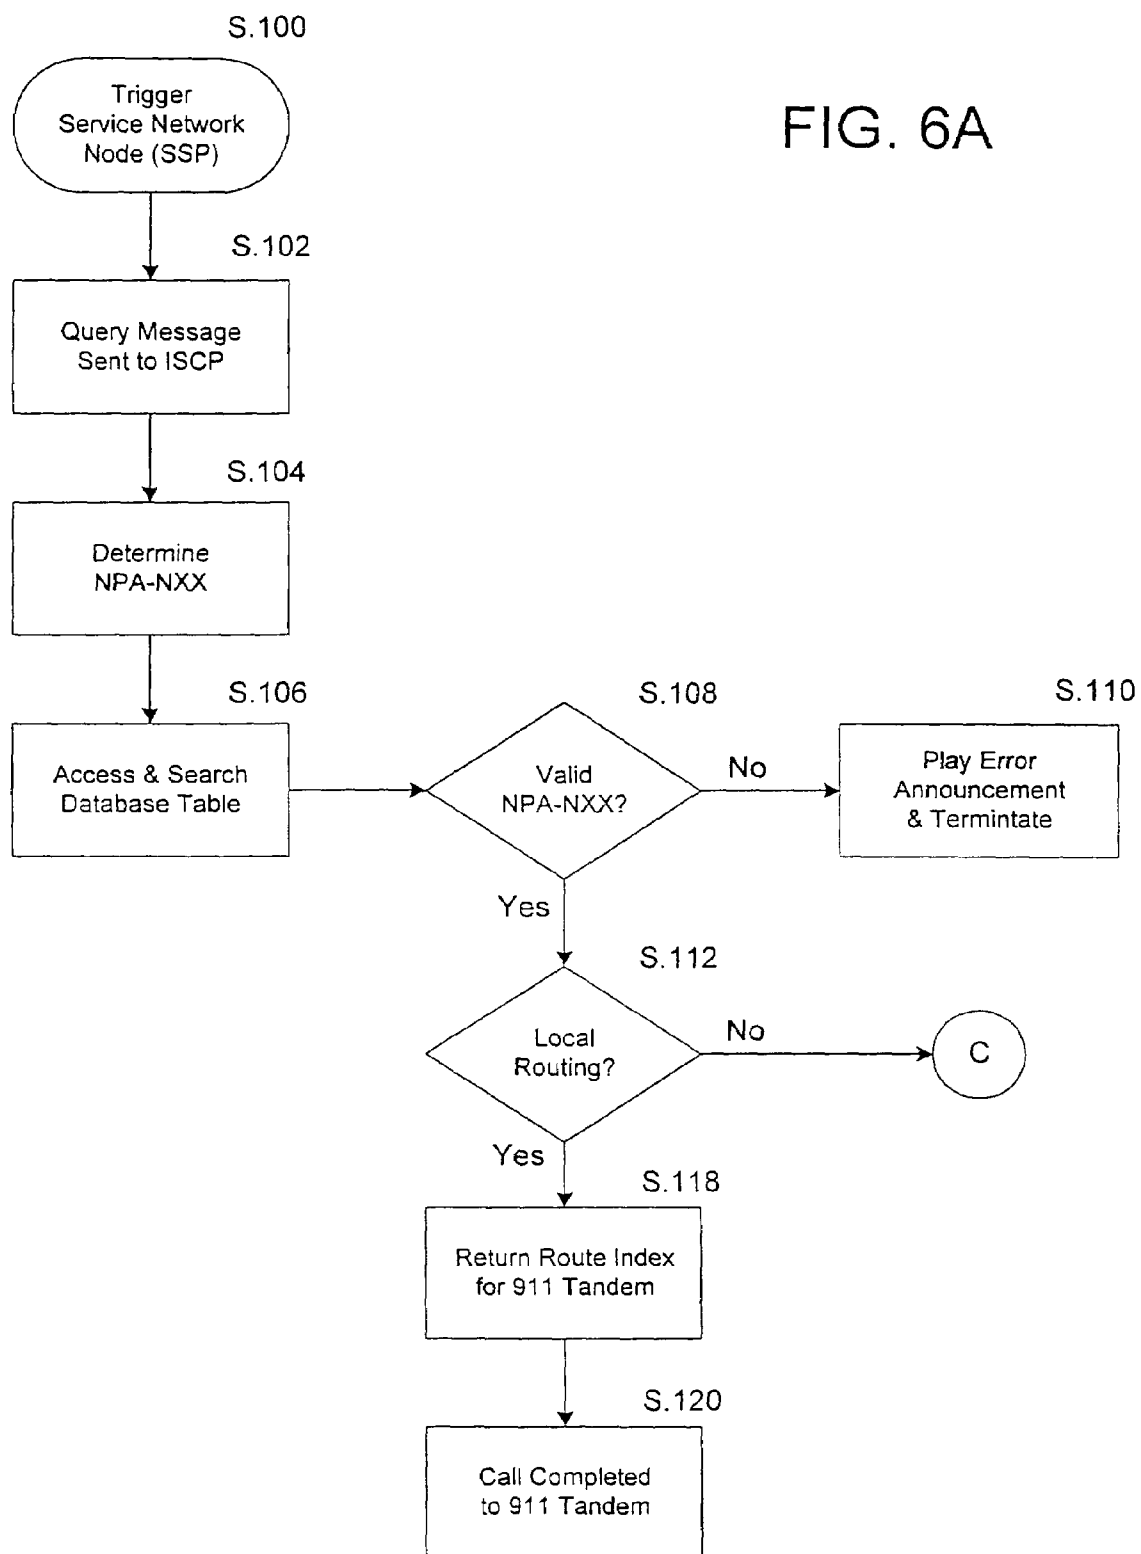 S.100
Trigger
Service Network
Node (SSP)
FIG. 6A
S.102
Query Message
Sent to ISCP
S.104
Determine
NPA-NXX
S.106
Access & Search
Database Table
S.108
Valid
NPA-NXX?
No
S.110
Play Error
Announcement
& Termintate
Yes
S.112
Local
Routing?
No
C
Yes
S.118
Return Route Index
for 911 Tandem
S.120
Call Completed
to 911 Tandem